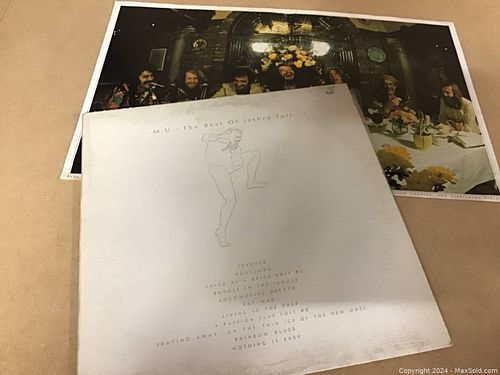 M.U. - The Best Of Jethro Tull
TEACHER
AQUALUNG
THICK AS A BRICK EDIT #1
BUNGLE IN THE JUNGLE
LOCOMOTIVE BREATH
FAT MAN
LIVING IN THE PAST
A PASSION PLAY EDIT #8
SKATING AWAY (ON THE THIN ICE OF THE NEW DAY)
RAINBOW BLUES
NOTHING IS EASY
Copyright 2024 - MaxSold.com